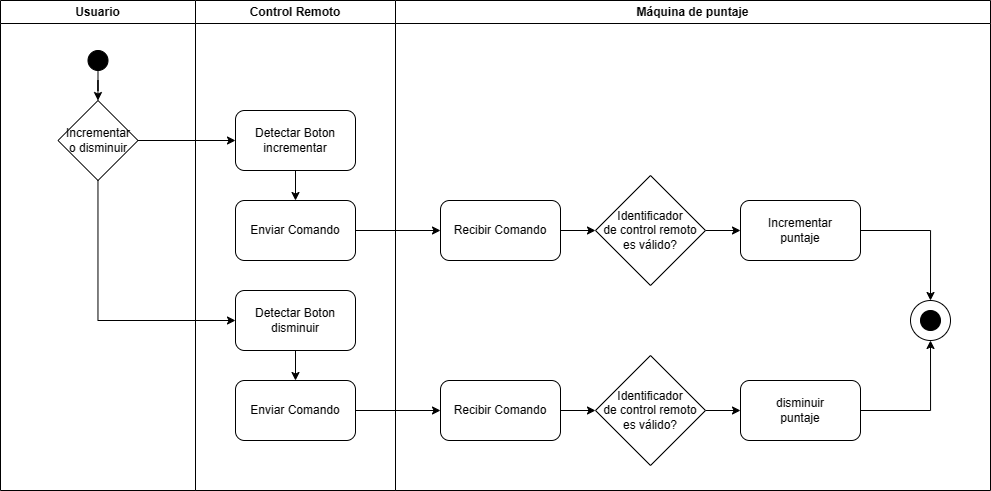 Usuario
Control Remoto
Máquina de puntaje
Incrementar
o disminuir
Detectar Boton
incrementar
Enviar Comando
Recibir Comando
Identificador
de control remoto
es válido?
Incrementar
puntaje
Detectar Boton
disminuir
Enviar Comando
Recibir Comando
Identificador
de control remoto
es válido?
disminuir
puntaje